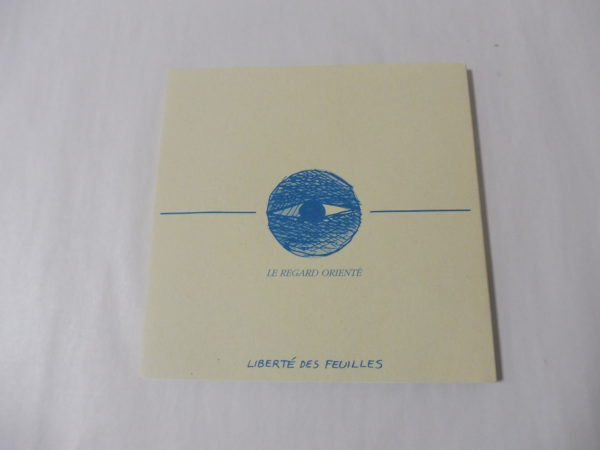 LE REGARD ORIENTÉ
LIBERTÉ DES FEUILLES